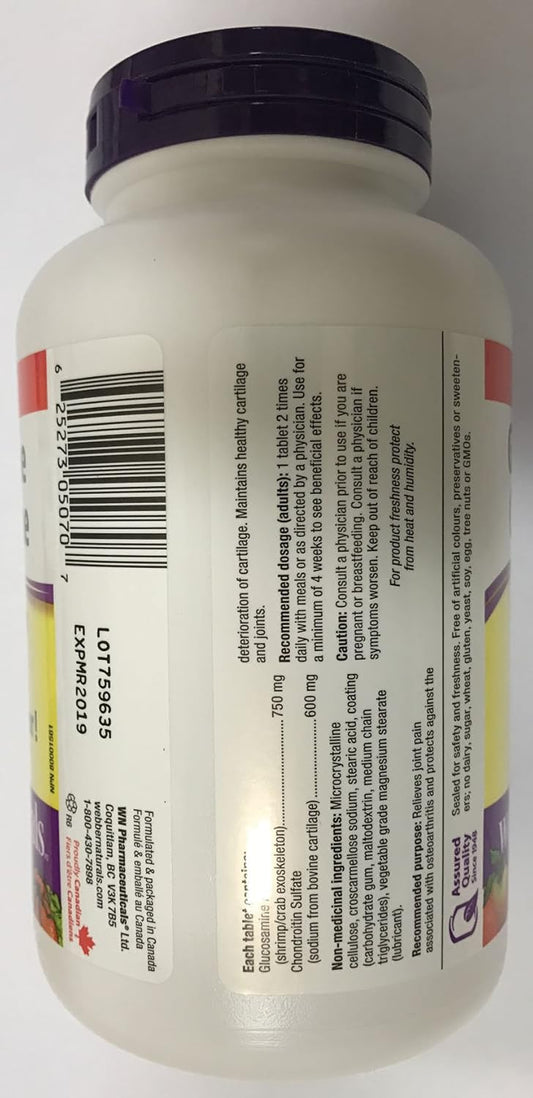 Each tablet contains:
Glucosamine
(shrimp/crab exoskeleton)..............................750 mg
Chondroitin Sulfate
(sodium from bovine cartilage)......................600 mg
Non-medicinal ingredients: Microcrystalline
cellulose, croscarmellose sodium, stearic acid, coating
(carbohydrate gum, maltodextrin, medium chain
triglycerides), vegetable grade magnesium stearate
(lubricant).
Recommended purpose: Relieves joint pain
associated with osteoarthritis and protects against the
deterioration of cartilage. Maintains healthy cartilage
and joints.
Recommended dosage (adults): 1 tablet 2 times
daily with meals or as directed by a physician. Use for
a minimum of 4 weeks to see beneficial effects.
Caution: Consult a physician prior to use if you are
pregnant or breastfeeding. Consult a physician if
symptoms worsen. Keep out of reach of children.
For product freshness protect
from heat and humidity.
Assured
Quality
Since 1946
Sealed for safety and freshness. Free of artificial colours, preservatives or sweeten-
ers; no dairy, sugar, wheat, gluten, yeast, soy, egg, tree nuts or GMOs.
Formulated & packaged in Canada
Formulé & emballé au Canada
WN Pharmaceuticals® Ltd.
Coquitlam, BC V3K 7B5
webbernaturals.com
1-800-430-7898
Proudly Canadian
Fiers d'être Canadiens
R6
LOT759635
EXPMR2019
6 25273 05070 7